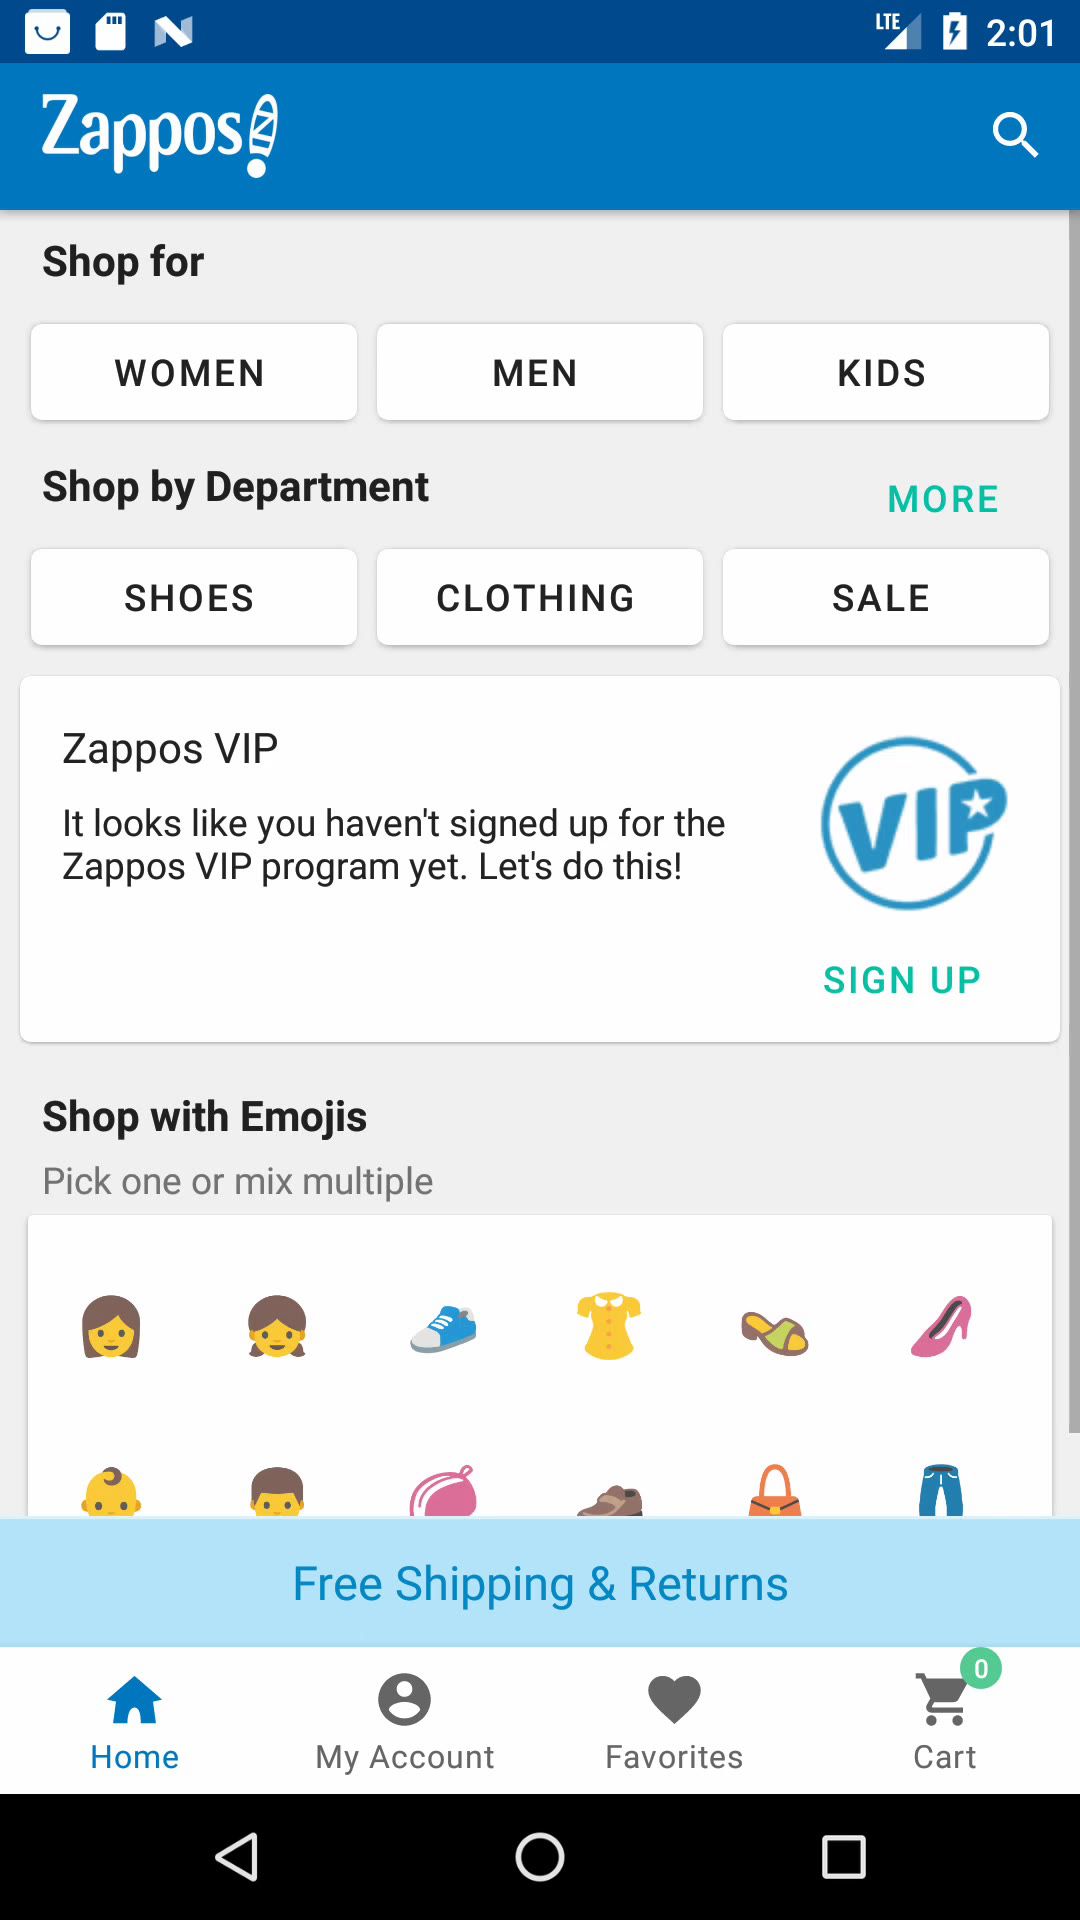 LTE 2:01
Zappos
Shop for
WOMEN MEN KIDS
Shop by Department MORE
SHOES CLOTHING SALE
Zappos VIP
It looks like you haven't signed up for the
Zappos VIP program yet. Let's do this!
VIP
SIGN UP
Shop with Emojis
Pick one or mix multiple
Free Shipping & Returns
0
Home My Account Favorites Cart